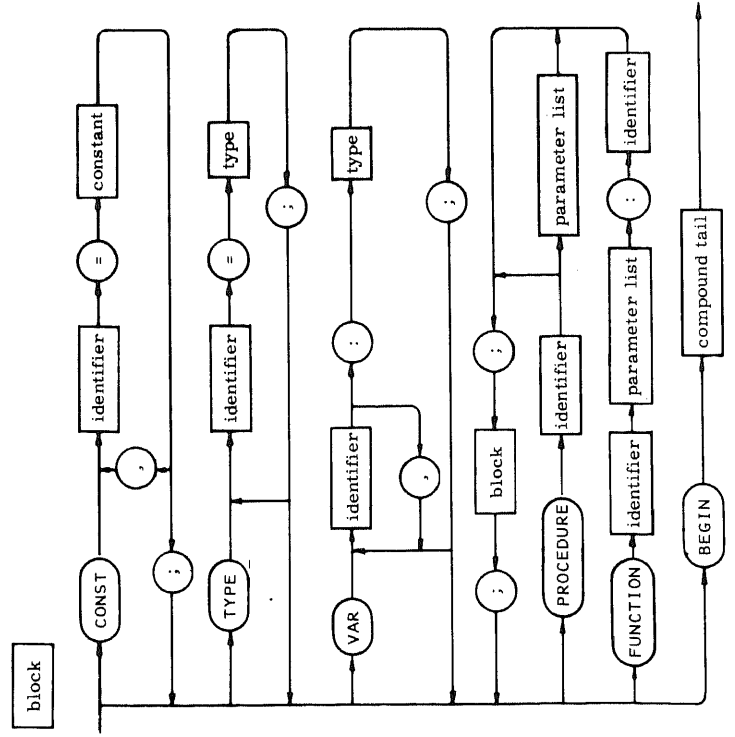 block
CONST identifier = constant
,
;
TYPE identifier = type
;
VAR identifier : type
,
;
; block ;
PROCEDURE identifier parameter list
FUNCTION identifier parameter list : identifier
BEGIN compound tail